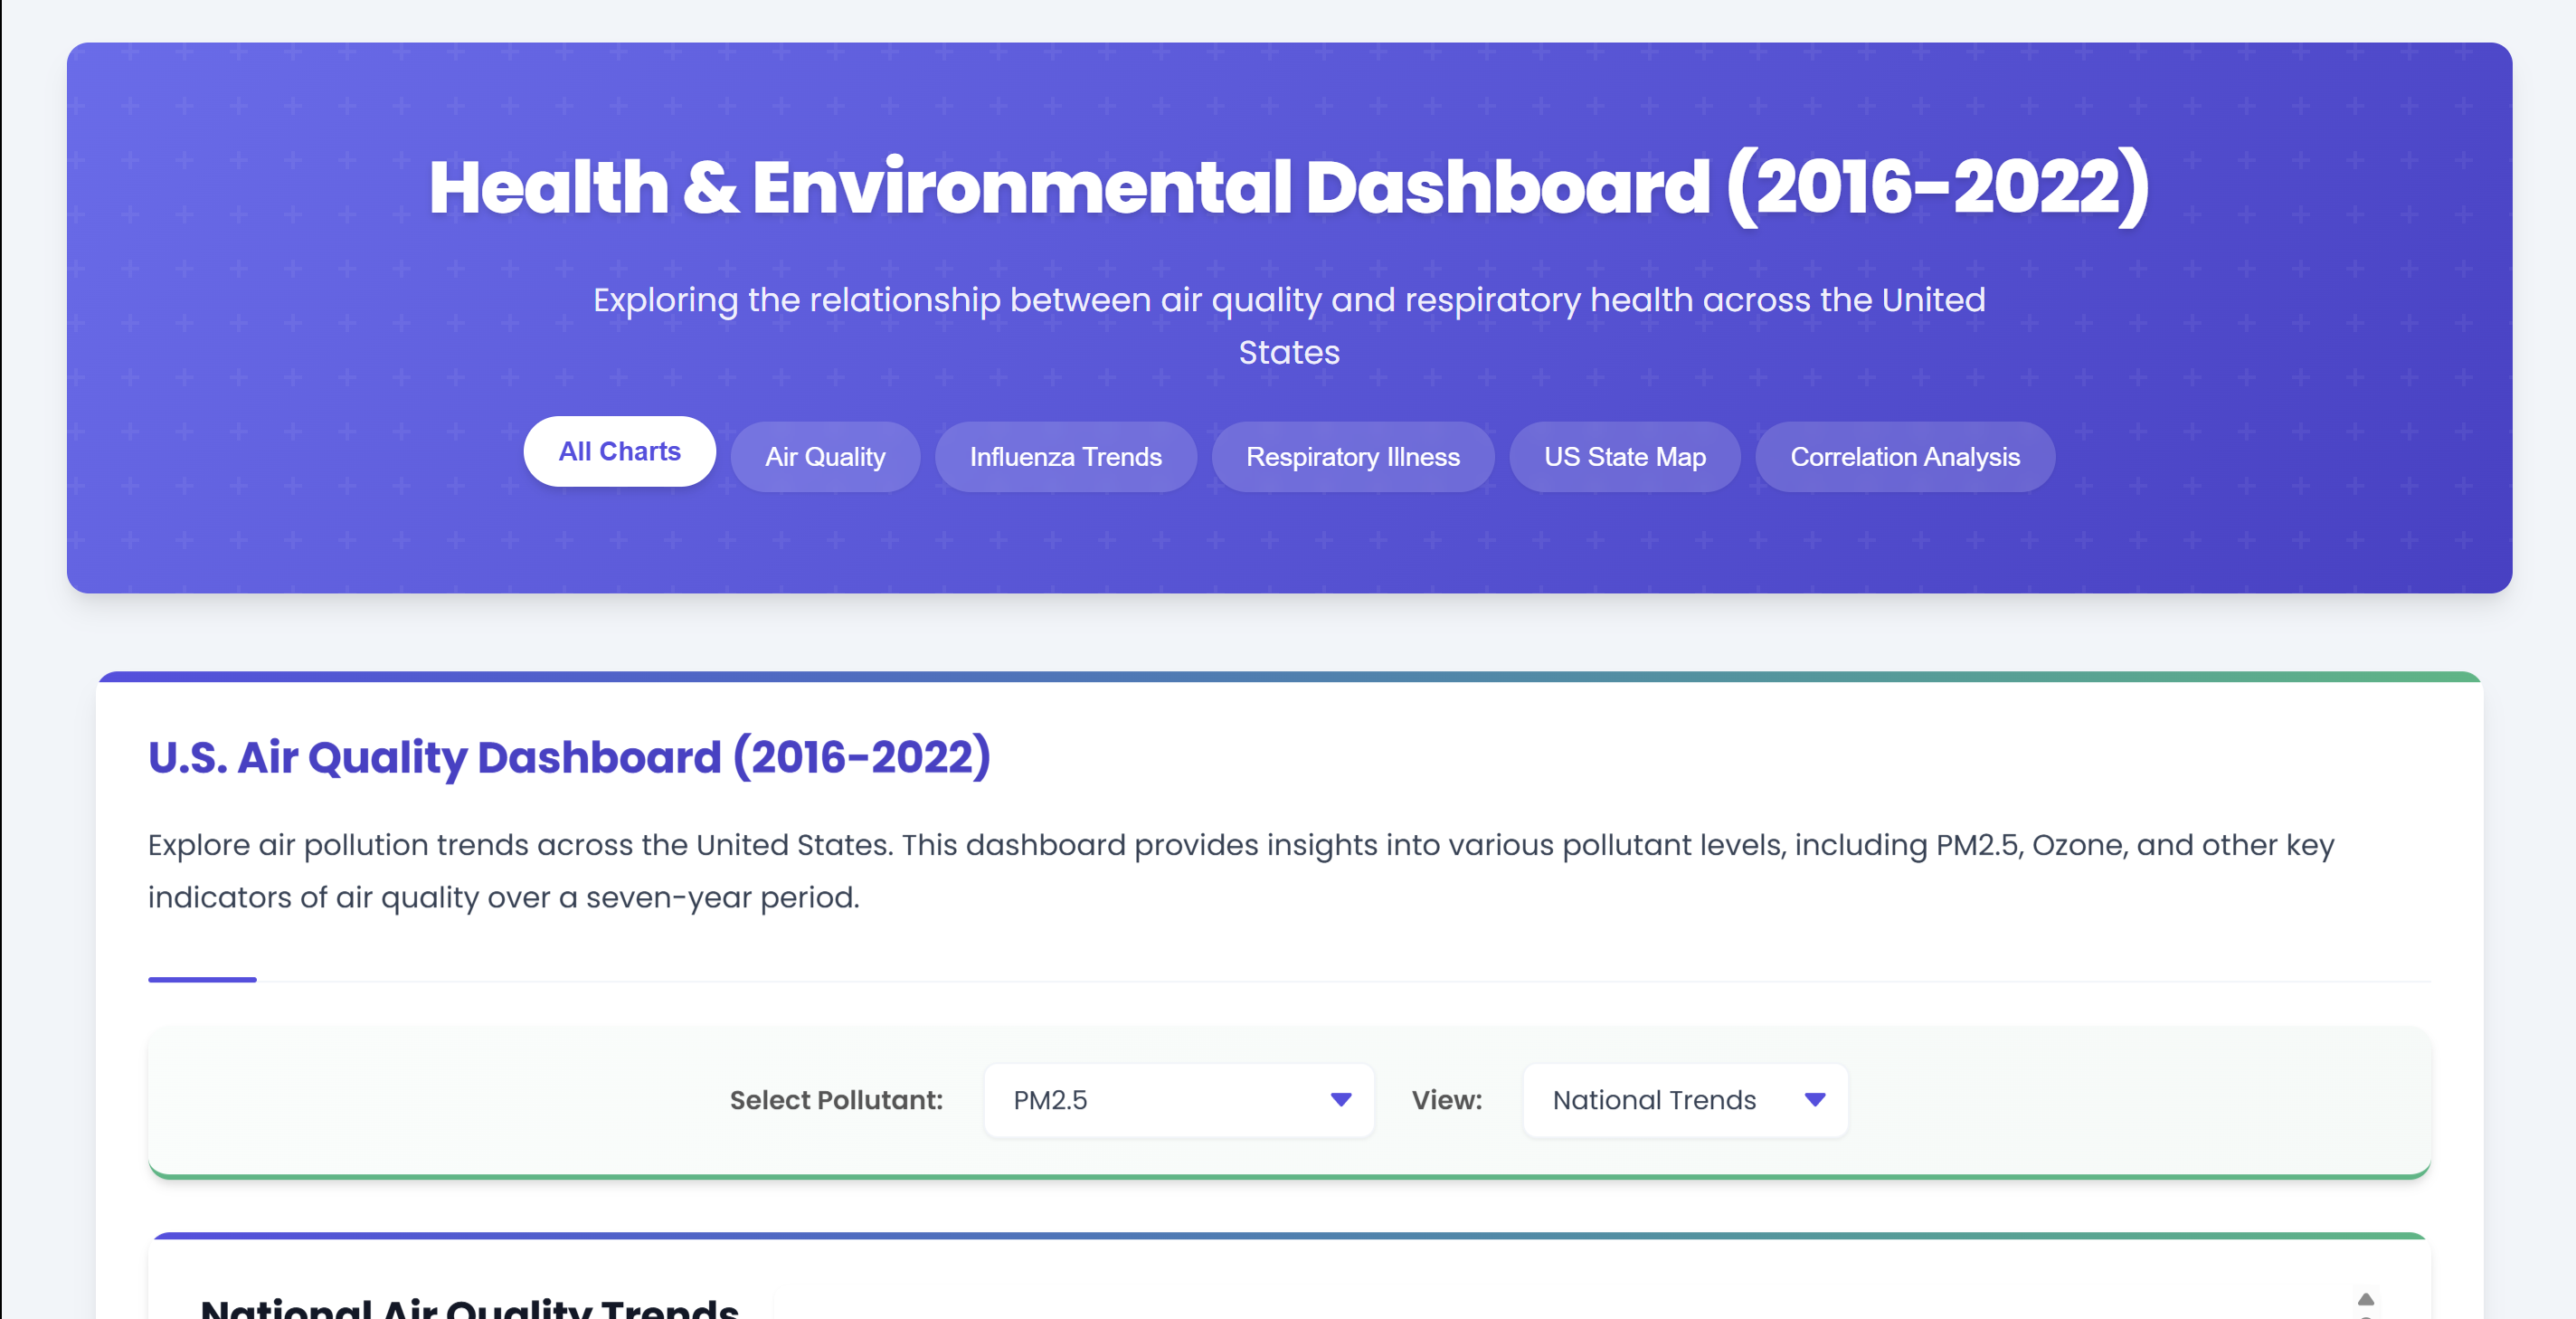 Health & Environmental Dashboard (2016–2022)
Exploring the relationship between air quality and respiratory health across the United
States
All Charts
Air Quality
Influenza Trends
Respiratory Illness
US State Map
Correlation Analysis
U.S. Air Quality Dashboard (2016–2022)
Explore air pollution trends across the United States. This dashboard provides insights into various pollutant levels, including PM2.5, Ozone, and other key
indicators of air quality over a seven-year period.
Select Pollutant:
PM2.5
View:
National Trends
National Air Quality Trends